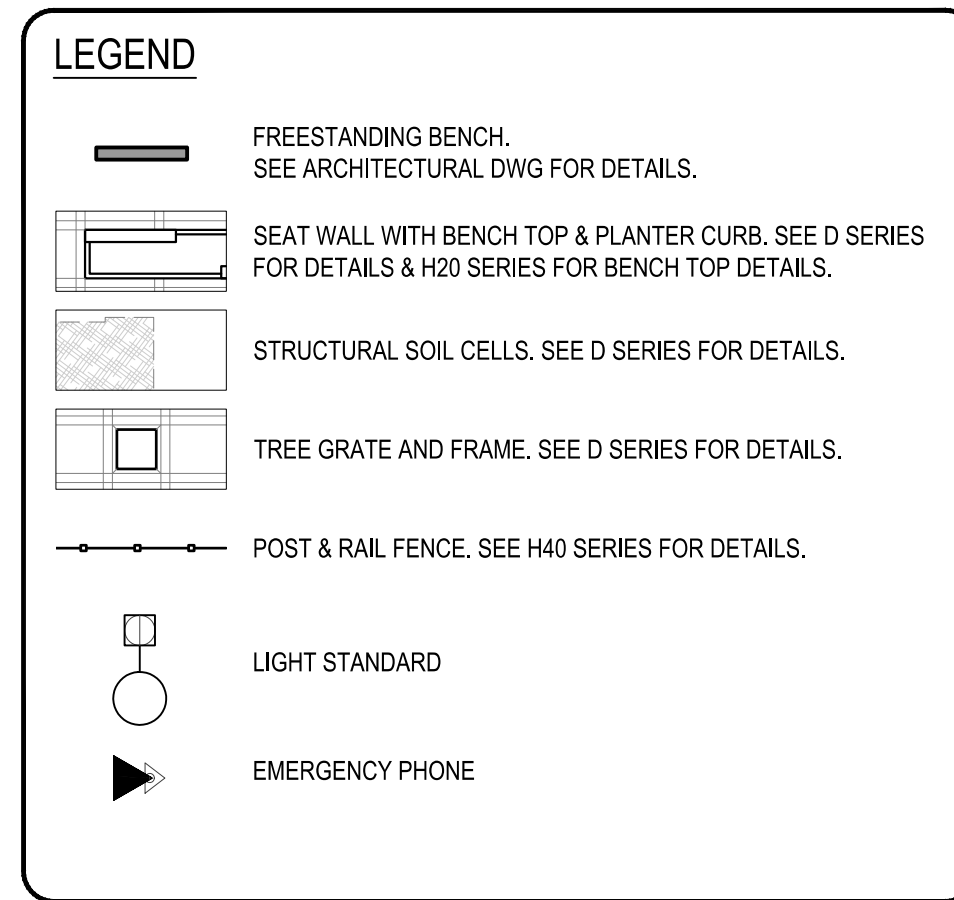 LEGEND
FREESTANDING BENCH.
SEE ARCHITECTURAL DWG FOR DETAILS.
SEAT WALL WITH BENCH TOP & PLANTER CURB. SEE D SERIES
FOR DETAILS & H20 SERIES FOR BENCH TOP DETAILS.
STRUCTURAL SOIL CELLS. SEE D SERIES FOR DETAILS.
TREE GRATE AND FRAME. SEE D SERIES FOR DETAILS.
POST & RAIL FENCE. SEE H40 SERIES FOR DETAILS.
LIGHT STANDARD
EMERGENCY PHONE